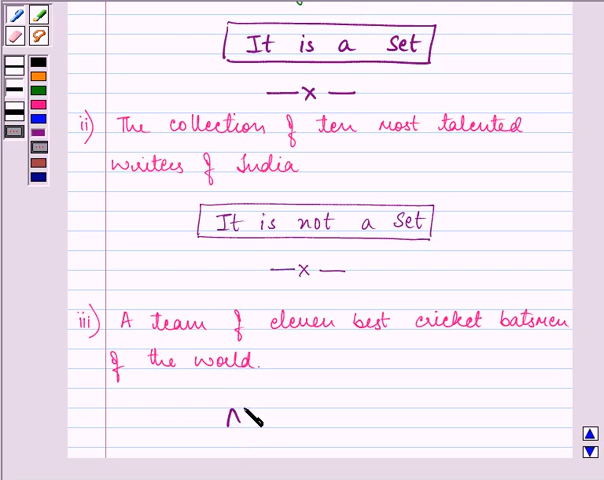 It is a set
— x —
ii) The collection of ten most talented
writers of India
It is not a set
— x —
iii) A team of eleven best cricket batsmen
of the world.